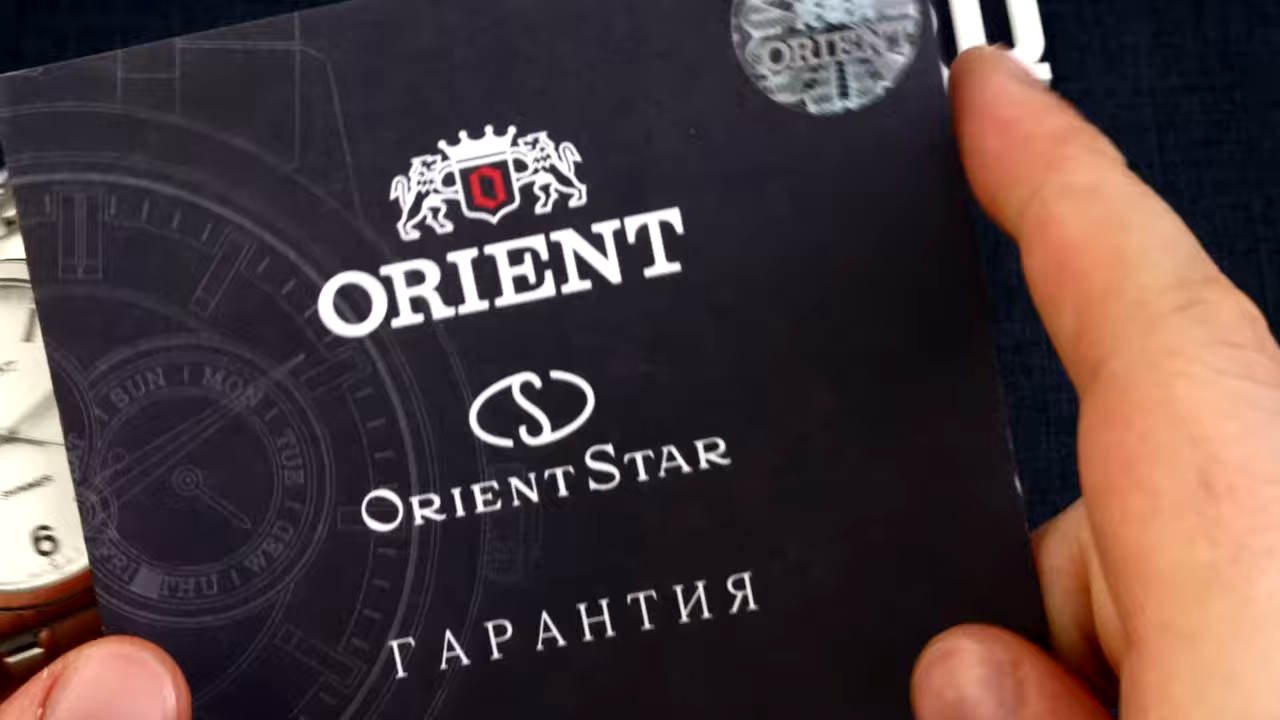 ORIENT
O
ORIENT
ORIENT STAR
SUN MON TUE WED THU FRI
6
ГАРАНТИЯ